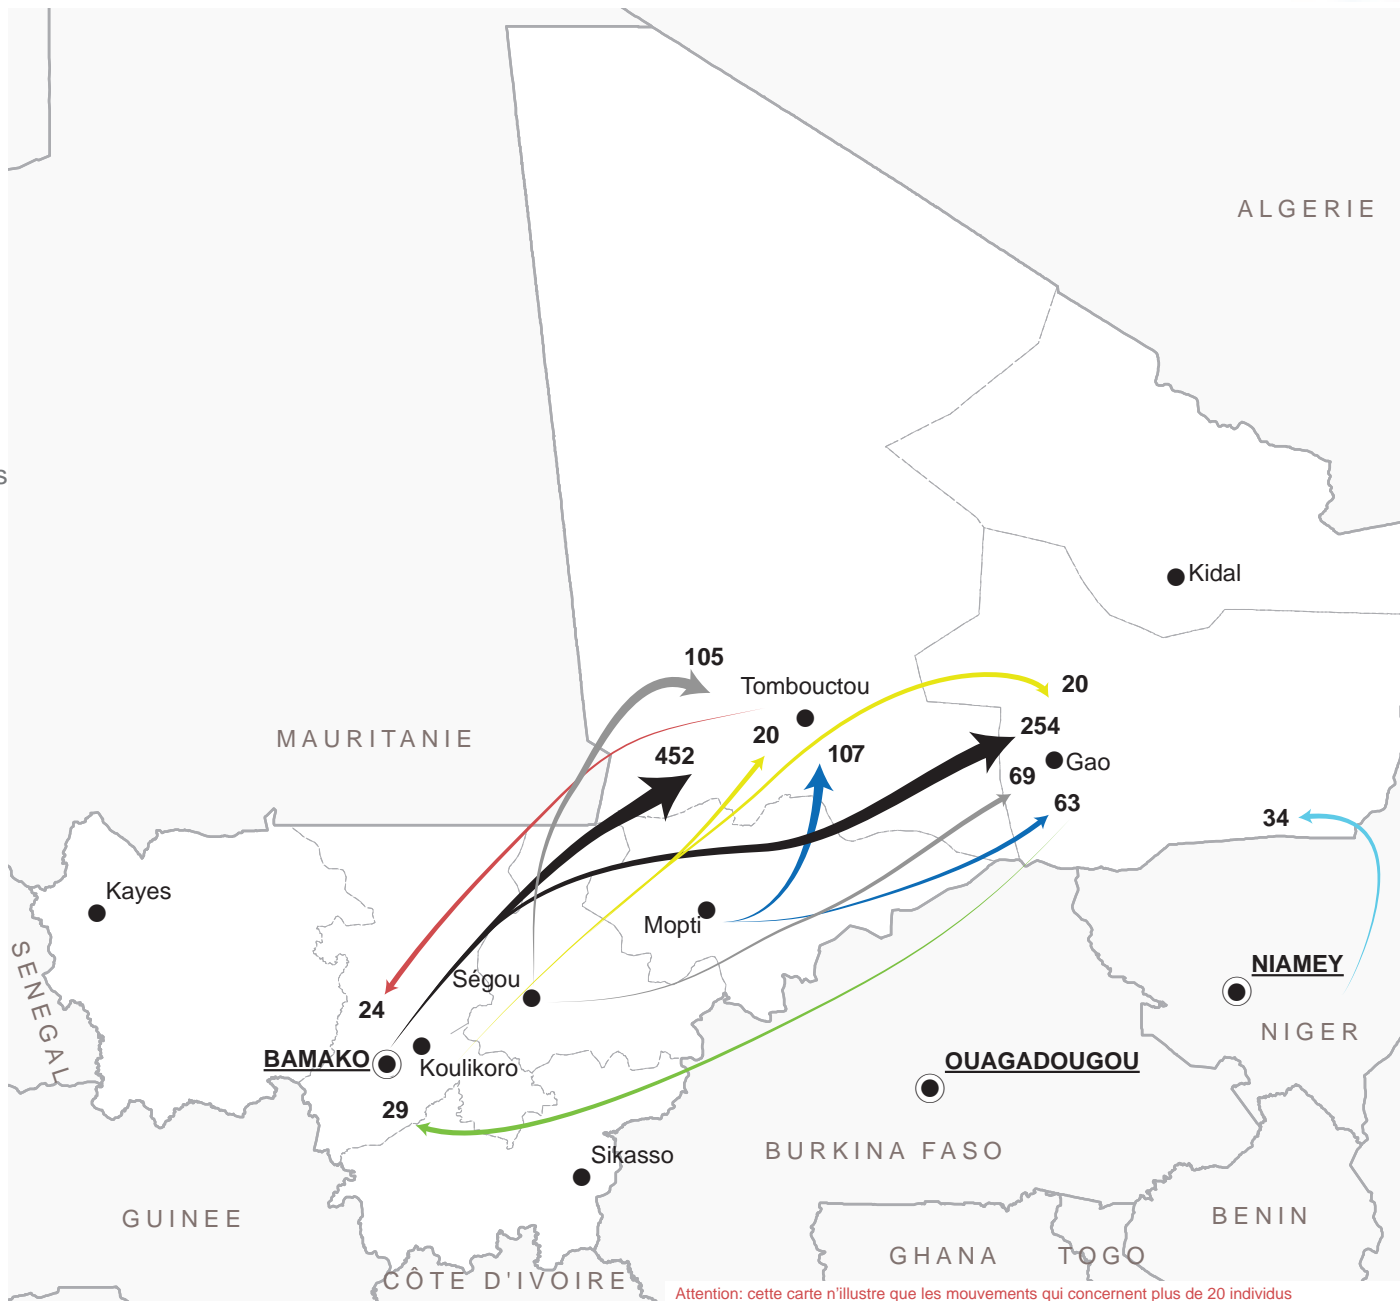 ALGERIE
s
Kidal
105
Tombouctou
20
MAURITANIE
20
254
452
107
Gao
69
63
34
Kayes
Mopti
SENEGAL
Ségou
NIAMEY
24
NIGER
BAMAKO
Koulikoro
OUAGADOUGOU
29
Sikasso
BURKINA FASO
GUINEE
BENIN
GHANA
TOGO
CÔTE D'IVOIRE
Attention: cette carte n'illustre que les mouvements qui concernent plus de 20 individus